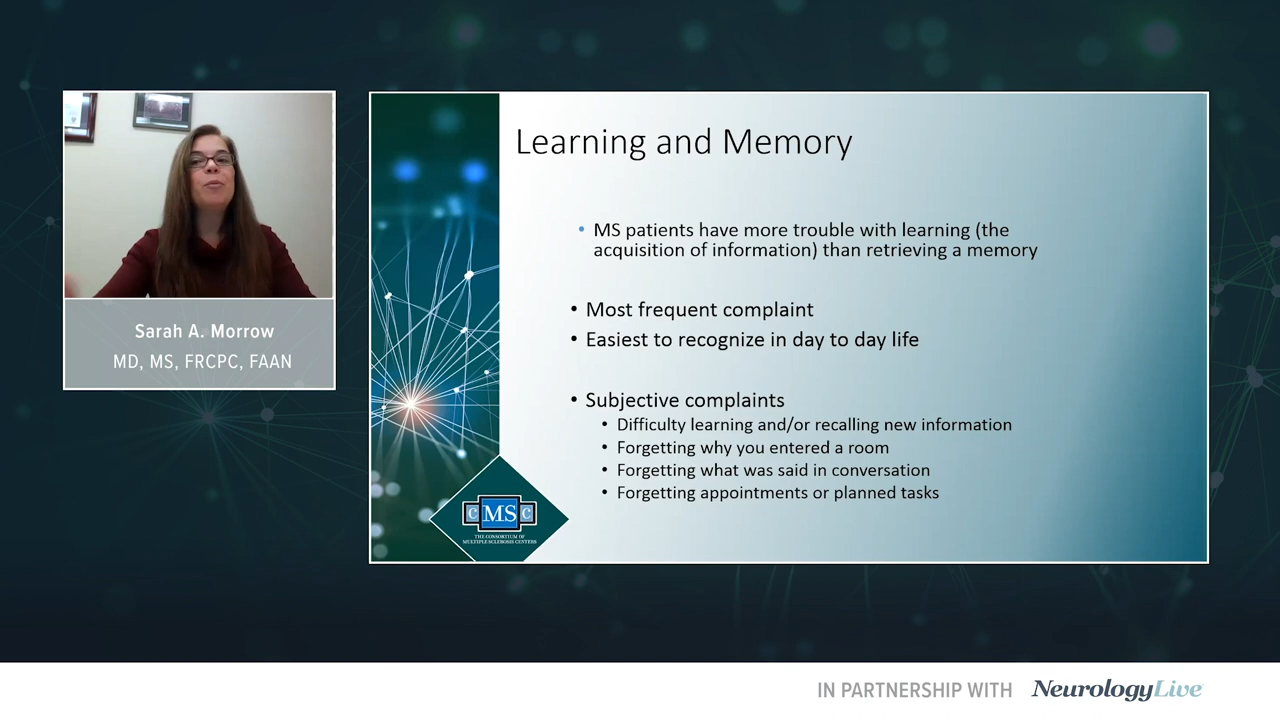 Sarah A. Morrow
MD, MS, FRCPC, FAAN
Learning and Memory
• MS patients have more trouble with learning (the
acquisition of information) than retrieving a memory
• Most frequent complaint
• Easiest to recognize in day to day life
• Subjective complaints
• Difficulty learning and/or recalling new information
• Forgetting why you entered a room
• Forgetting what was said in conversation
• Forgetting appointments or planned tasks
CMSC
THE CONSORTIUM OF
MULTIPLE SCLEROSIS CENTERS
IN PARTNERSHIP WITH NeurologyLive